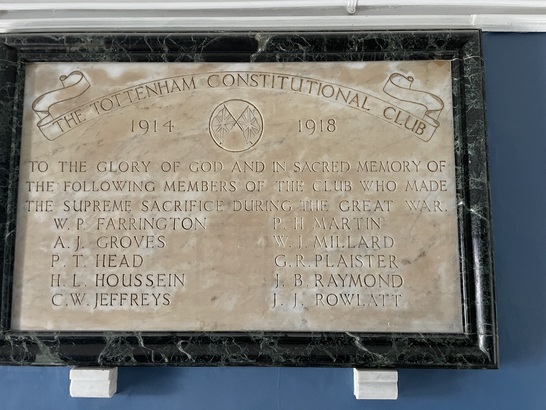 THE TOTTENHAM CONSTITUTIONAL CLUB
1914 1918
TO THE GLORY OF GOD AND IN SACRED MEMORY OF
THE FOLLOWING MEMBERS OF THE CLUB WHO MADE
THE SUPREME SACRIFICE DURING THE GREAT WAR.
W. P. FARRINGTON P. H. MARTIN
A. J. GROVES W. J. MILLARD
P. T. HEAD G. R. PLAISTER
H. L. HOUSSEIN J. B. RAYMOND
C. W. JEFFREYS J. J. ROWLATT